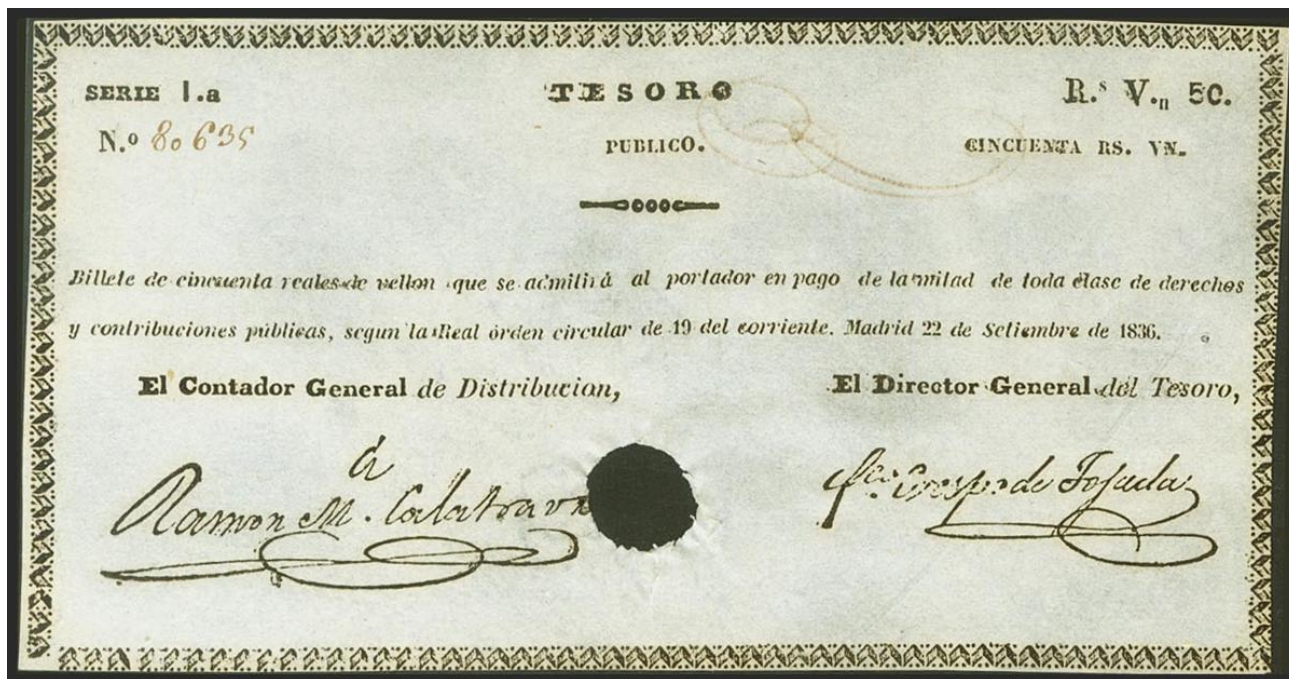 SERIE 1.a TESORO R.s V.n 50.
N.º 80635 PUBLICO. CINCUENTA RS. VN.
Billete de cincuenta reales de vellon que se admitirá al portador en pago de la mitad de toda clase de derechos
y contribuciones públicas, segun la Real órden circular de 19 del corriente. Madrid 22 de Setiembre de 1836.
El Contador General de Distribucion, El Director General del Tesoro,
Ramon M.ª Calatrava Crespo de Tejada